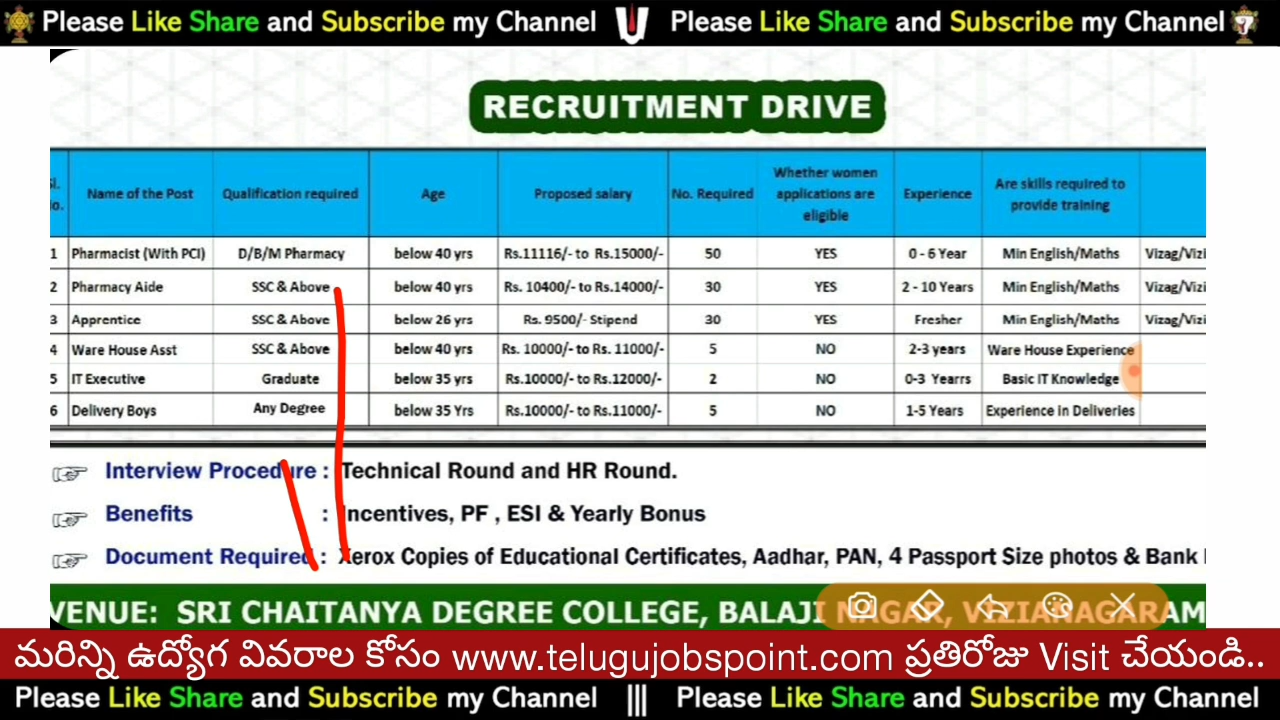 Please Like Share and Subscribe my Channel Please Like Share and Subscribe my Channel
RECRUITMENT DRIVE
Sl. No. Name of the Post Qualification required Age Proposed salary No. Required Whether women applications are eligible Experience Are skills required to provide training
1 Pharmacist (With PCI) D/B/M Pharmacy below 40 yrs Rs.11116/- to Rs.15000/- 50 YES 0 - 6 Year Min English/Maths Vizag/Vizi
2 Pharmacy Aide SSC & Above below 40 yrs Rs. 10400/- to Rs.14000/- 30 YES 2 - 10 Years Min English/Maths Vizag/Vizi
3 Apprentice SSC & Above below 26 yrs Rs. 9500/- Stipend 30 YES Fresher Min English/Maths Vizag/Vizi
4 Ware House Asst SSC & Above below 40 yrs Rs. 10000/- to Rs. 11000/- 5 NO 2-3 years Ware House Experience
5 IT Executive Graduate below 35 yrs Rs.10000/- to Rs.12000/- 2 NO 0-3 Yearrs Basic IT Knowledge
6 Delivery Boys Any Degree below 35 Yrs Rs.10000/- to Rs.11000/- 5 NO 1-5 Years Experience in Deliveries
Interview Procedure : Technical Round and HR Round.
Benefits : Incentives, PF , ESI & Yearly Bonus
Document Required : Xerox Copies of Educational Certificates, Aadhar, PAN, 4 Passport Size photos & Bank
VENUE: SRI CHAITANYA DEGREE COLLEGE, BALAJI NAGAR, VIZIANAGARAM
మరిన్ని ఉద్యోగ వివరాల కోసం www.telugujobspoint.com ప్రతిరోజు Visit చేయండి..
Please Like Share and Subscribe my Channel ||| Please Like Share and Subscribe my Channel